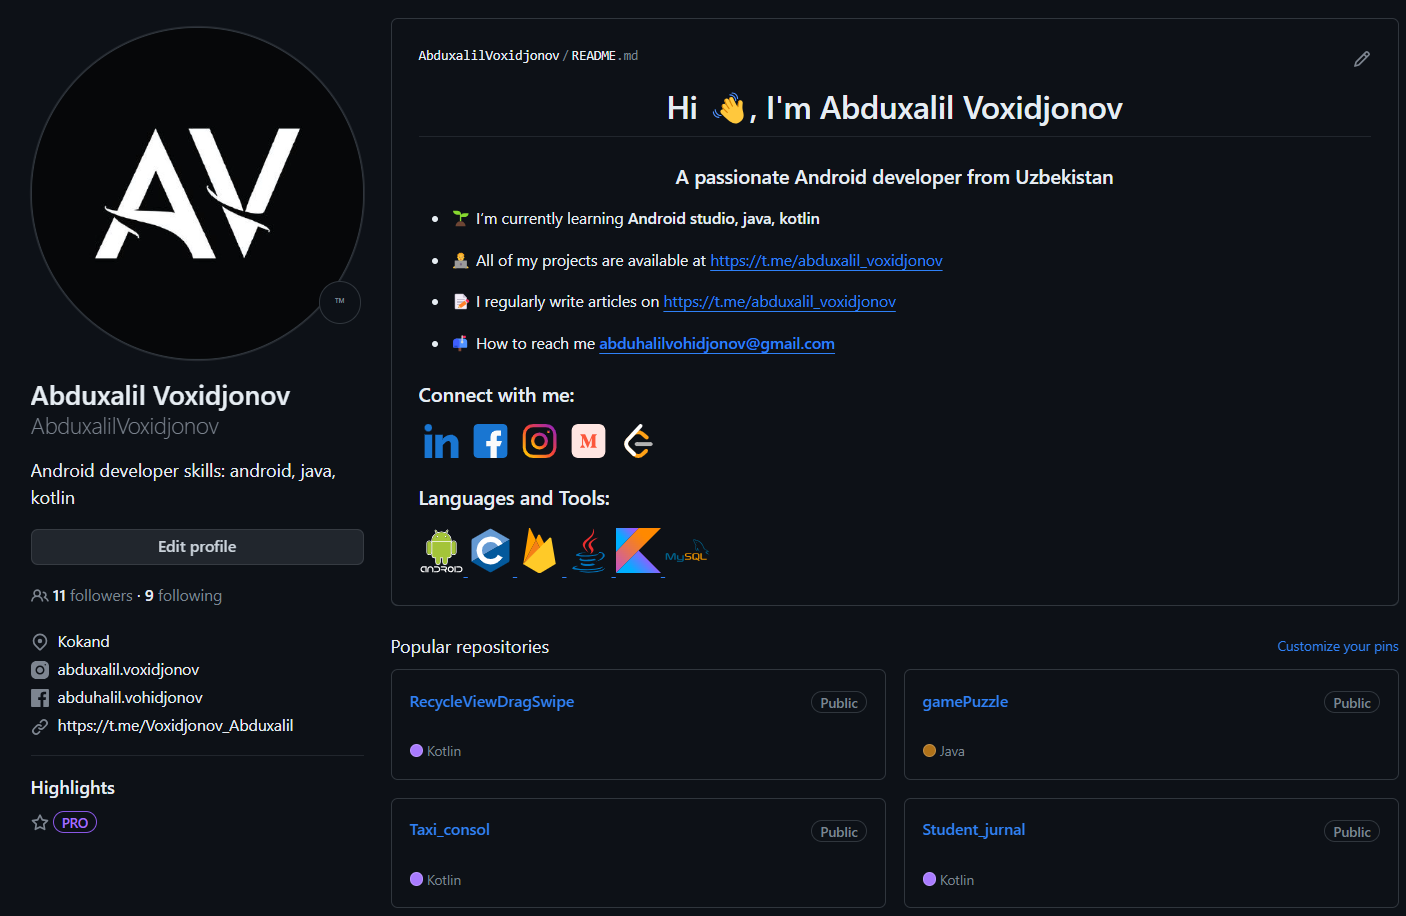 AV
™
Abduxalil Voxidjonov
AbduxalilVoxidjonov
Android developer skills: android, java,
kotlin
Edit profile
11 followers · 9 following
Kokand
abduxalil.voxidjonov
abduhalil.vohidjonov
https://t.me/Voxidjonov_Abduxalil
Highlights
PRO
AbduxalilVoxidjonov/README.md
Hi 👋, I'm Abduxalil Voxidjonov
A passionate Android developer from Uzbekistan
• 🌱 I’m currently learning Android studio, java, kotlin
• 👨‍💻 All of my projects are available at https://t.me/abduxalil_voxidjonov
• 📝 I regularly write articles on https://t.me/abduxalil_voxidjonov
• 📫 How to reach me abduhalilvohidjonov@gmail.com
Connect with me:
in f M
Languages and Tools:
ANDROID C MySQL
Popular repositories
Customize your pins
RecycleViewDragSwipe Public
Kotlin
gamePuzzle Public
Java
Taxi_consol Public
Kotlin
Student_jurnal Public
Kotlin